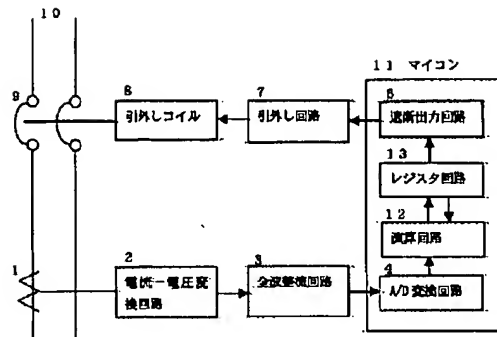 10
11 マイコン
9
8
7
5
引外しコイル
引外し回路
遮断出力回路
13
レジスタ回路
12
演算回路
1
2
3
4
電流－電圧変
換回路
全波整流回路
A/D変換回路